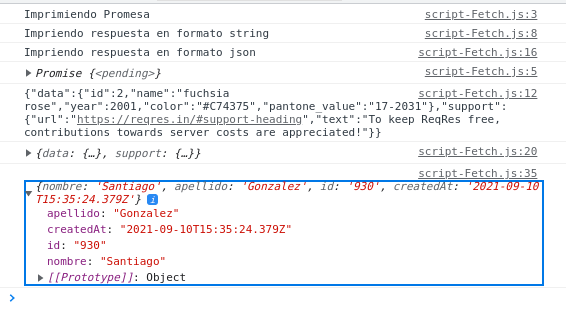 Imprimiendo Promesa script-Fetch.js:3
Impriendo respuesta en formato string script-Fetch.js:8
Impriendo respuesta en formato json script-Fetch.js:16
Promise {<pending>} script-Fetch.js:5
{"data":{"id":2,"name":"fuchsia script-Fetch.js:12
rose","year":2001,"color":"#C74375","pantone_value":"17-2031"},"support":
{"url":"https://reqres.in/#support-heading","text":"To keep ReqRes free,
contributions towards server costs are appreciated!"}}
{data: {…}, support: {…}} script-Fetch.js:20
script-Fetch.js:35
{nombre: 'Santiago', apellido: 'Gonzalez', id: '930', createdAt: '2021-09-10
T15:35:24.379Z'} i
apellido: "Gonzalez"
createdAt: "2021-09-10T15:35:24.379Z"
id: "930"
nombre: "Santiago"
[[Prototype]]: Object